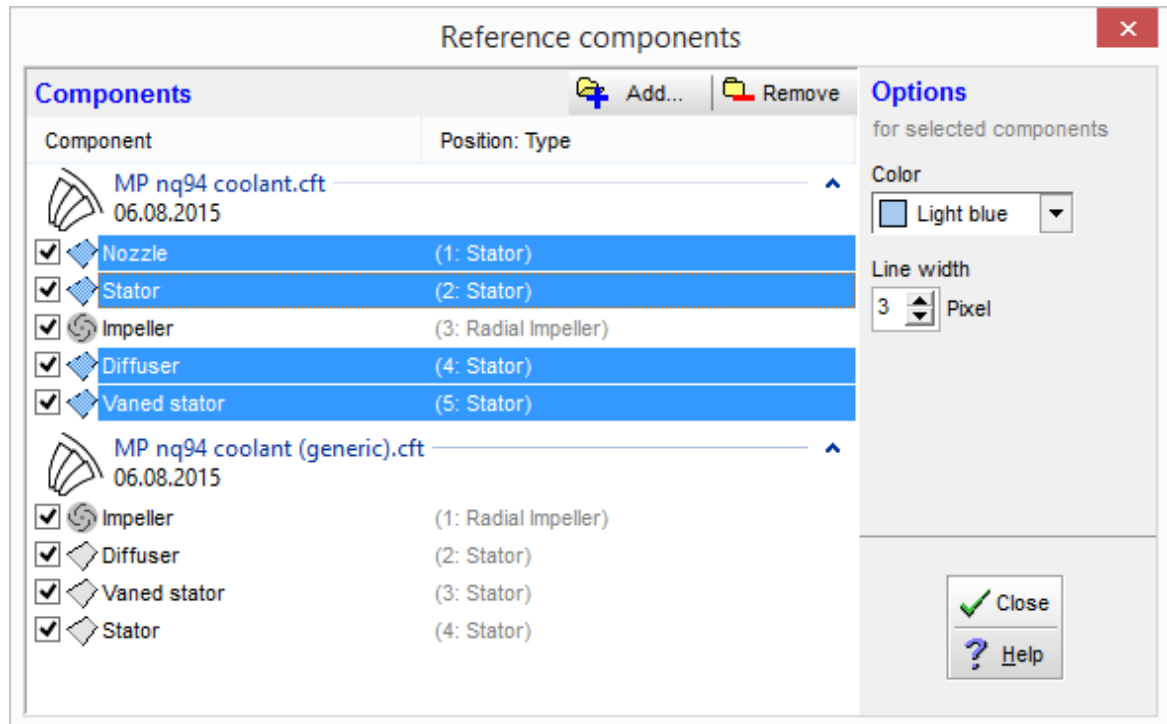 Reference components
Components Add... Remove
Component Position: Type
MP nq94 coolant.cft
06.08.2015
Nozzle (1: Stator)
Stator (2: Stator)
Impeller (3: Radial Impeller)
Diffuser (4: Stator)
Vaned stator (5: Stator)
MP nq94 coolant (generic).cft
06.08.2015
Impeller (1: Radial Impeller)
Diffuser (2: Stator)
Vaned stator (3: Stator)
Stator (4: Stator)
Options
for selected components
Color
Light blue
Line width
3 Pixel
Close
Help